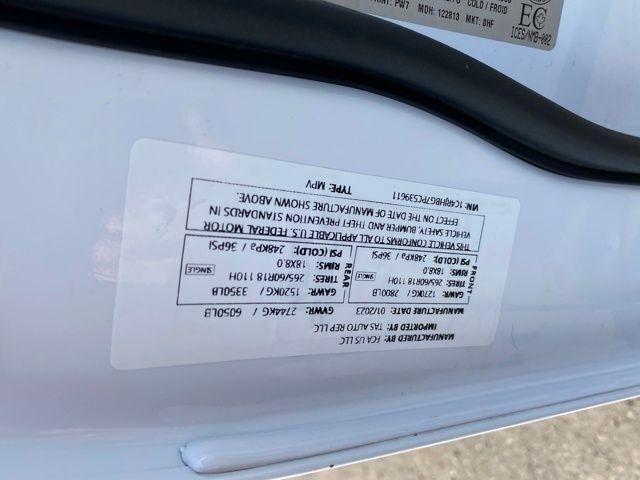 PW7 MDH: 122813 MKT: BHF
COLD / FROID
EC
ICES/NMB-002
MANUFACTURED BY: FCA US LLC
IMPORTED BY: TAS AUTO REP LLC
MANUFACTURE DATE: 01/2023 GVWR: 2744KG / 6050LB
FRONT
GAWR: 1270KG / 2800LB
TIRES: 265/60R18 110H
RIMS: 18X8.0 SINGLE
PSI (COLD): 248kPa / 36PSI
REAR
GAWR: 1520KG / 3350LB
TIRES: 265/60R18 110H
RIMS: 18X8.0 SINGLE
PSI (COLD): 248kPa / 36PSI
THIS VEHICLE CONFORMS TO ALL APPLICABLE U.S. FEDERAL MOTOR
VEHICLE SAFETY, BUMPER AND THEFT PREVENTION STANDARDS IN
EFFECT ON THE DATE OF MANUFACTURE SHOWN ABOVE.
VIN: 1C4RJHBG7PC539611 TYPE: MPV